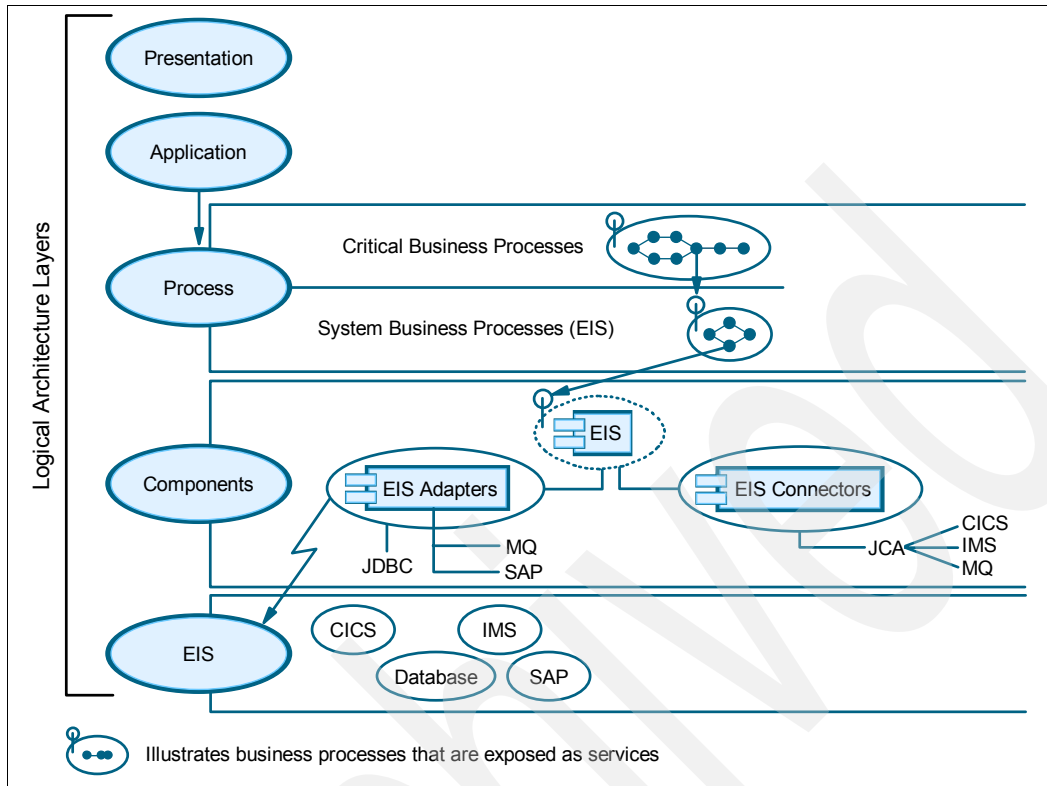 Logical Architecture Layers
Presentation
Application
Process
Critical Business Processes
System Business Processes (EIS)
Components
EIS
EIS Adapters
EIS Connectors
JDBC
MQ
SAP
JCA
CICS
IMS
MQ
EIS
CICS
IMS
Database
SAP
Illustrates business processes that are exposed as services